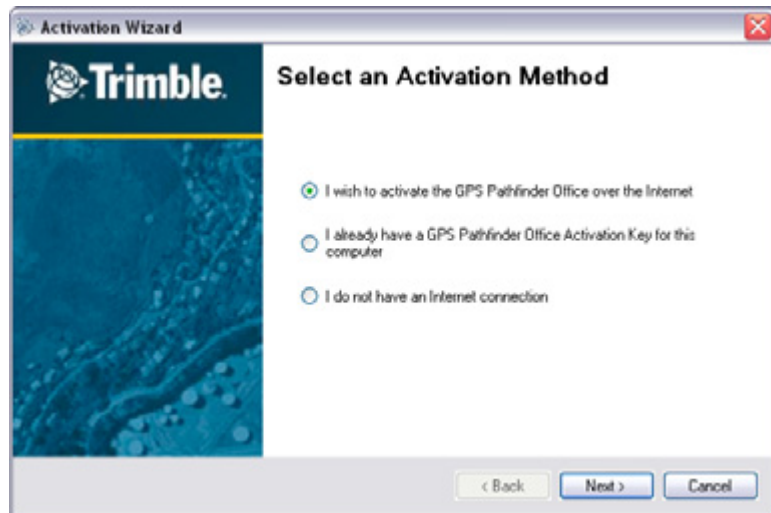 Activation Wizard
Trimble.
Select an Activation Method
I wish to activate the GPS Pathfinder Office over the Internet
I already have a GPS Pathfinder Office Activation Key for this
computer
I do not have an Internet connection
< Back
Next >
Cancel